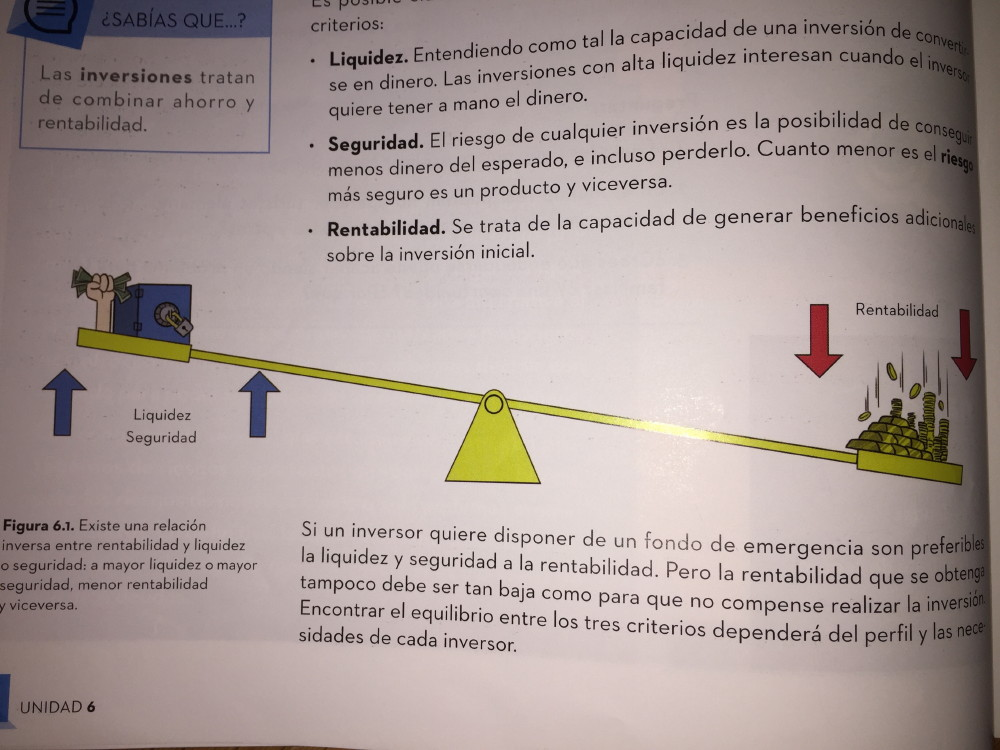 ¿SABÍAS QUE...?
Las inversiones tratan
de combinar ahorro y
rentabilidad.
Es posible
criterios:
• Liquidez. Entendiendo como tal la capacidad de una inversión de convertir-
se en dinero. Las inversiones con alta liquidez interesan cuando el inversor
quiere tener a mano el dinero.
• Seguridad. El riesgo de cualquier inversión es la posibilidad de conseguir
menos dinero del esperado, e incluso perderlo. Cuanto menor es el riesgo
más seguro es un producto y viceversa.
• Rentabilidad. Se trata de la capacidad de generar beneficios adicionales
sobre la inversión inicial.
Rentabilidad
Liquidez
Seguridad
Figura 6.1. Existe una relación
inversa entre rentabilidad y liquidez
o seguridad: a mayor liquidez o mayor
seguridad, menor rentabilidad
y viceversa.
Si un inversor quiere disponer de un fondo de emergencia son preferibles
la liquidez y seguridad a la rentabilidad. Pero la rentabilidad que se obtenga
tampoco debe ser tan baja como para que no compense realizar la inversión.
Encontrar el equilibrio entre los tres criterios dependerá del perfil y las nece-
sidades de cada inversor.
UNIDAD 6